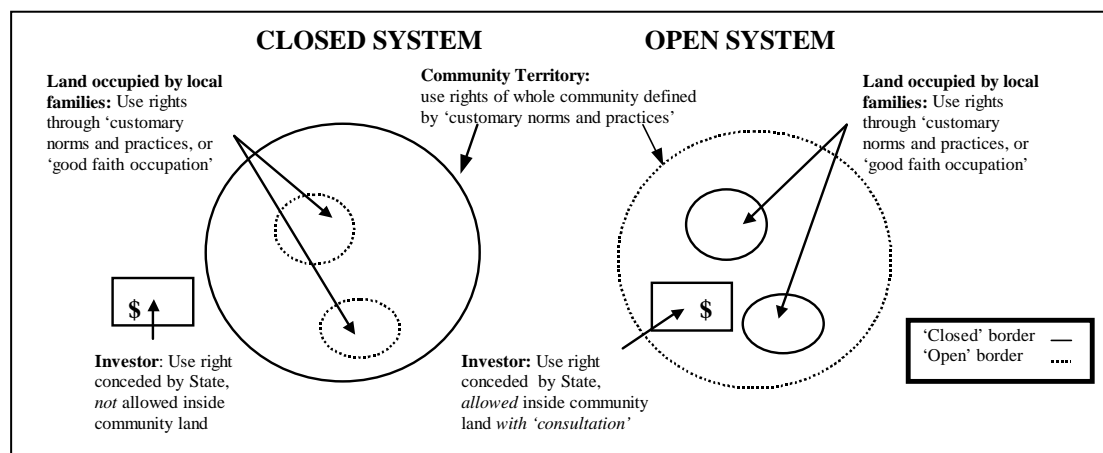 CLOSED SYSTEM
OPEN SYSTEM
Land occupied by local
families: Use rights
through ‘customary
norms and practices, or
‘good faith occupation’
Community Territory:
use rights of whole community defined
by ‘customary norms and practices’
Land occupied by local
families: Use rights
through ‘customary
norms and practices, or
‘good faith occupation’
$
$
Investor: Use right
conceded by State,
not allowed inside
community land
Investor: Use right
conceded by State,
allowed inside community
land with ‘consultation’
‘Closed’ border
‘Open’ border